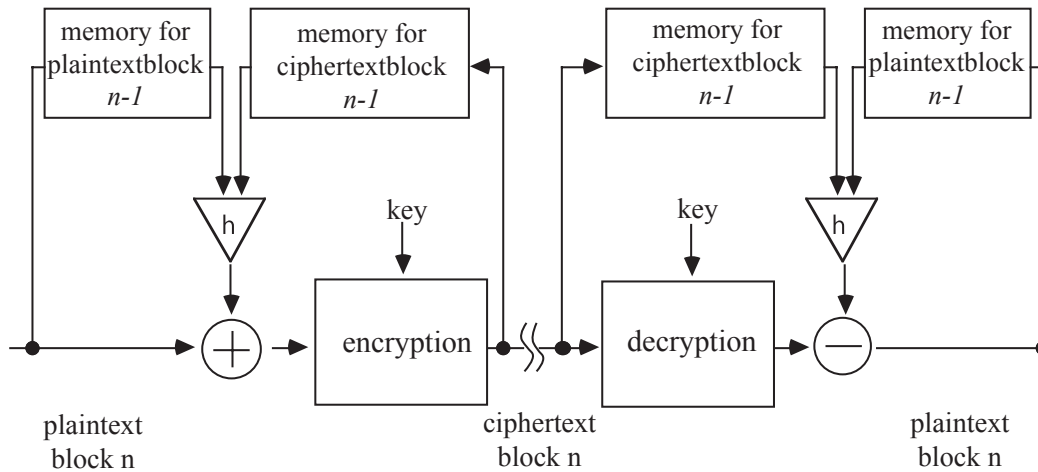 memory for
plaintextblock
n-1
memory for
ciphertextblock
n-1
memory for
ciphertextblock
n-1
memory for
plaintextblock
n-1
h
key
key
h
encryption
decryption
plaintext
block n
ciphertext
block n
plaintext
block n